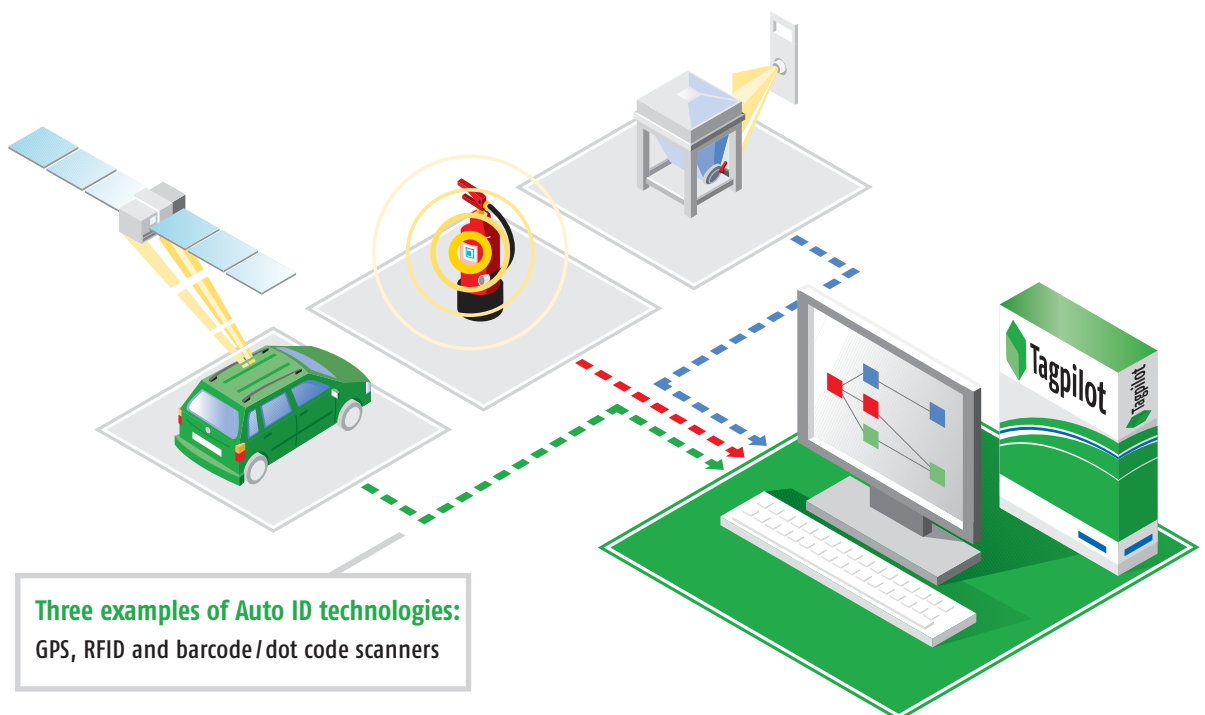 Tagpilot
Tagpilot
Three examples of Auto ID technologies:
GPS, RFID and barcode/dot code scanners